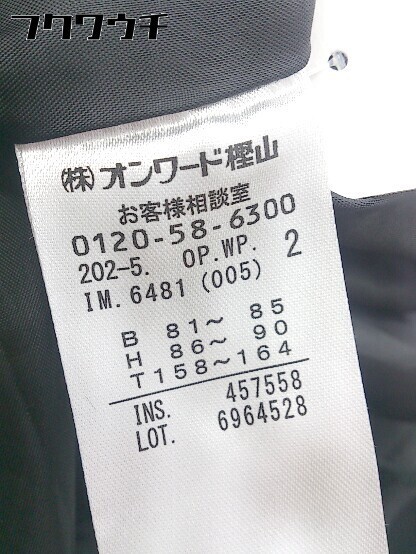 フクワウチ
(株)オンワード樫山
お客様相談室
0120-58-6300
202-5. OP.WP. 2
IM.6481 (005)
B 81〜 85
H 86〜 90
T 158〜164
INS. 457558
LOT. 6964528